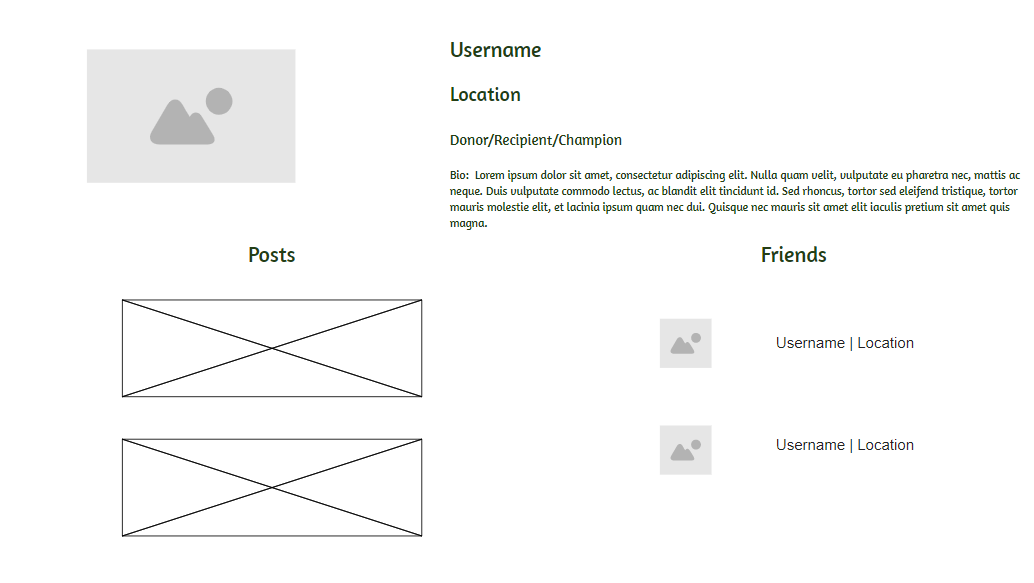 Username
Location
Donor/Recipient/Champion
Bio: Lorem ipsum dolor sit amet, consectetur adipiscing elit. Nulla quam velit, vulputate eu pharetra nec, mattis ac
neque. Duis vulputate commodo lectus, ac blandit elit tincidunt id. Sed rhoncus, tortor sed eleifend tristique, tortor
mauris molestie elit, et lacinia ipsum quam nec dui. Quisque nec mauris sit amet elit iaculis pretium sit amet quis
magna.
Posts
Friends
Username | Location
Username | Location